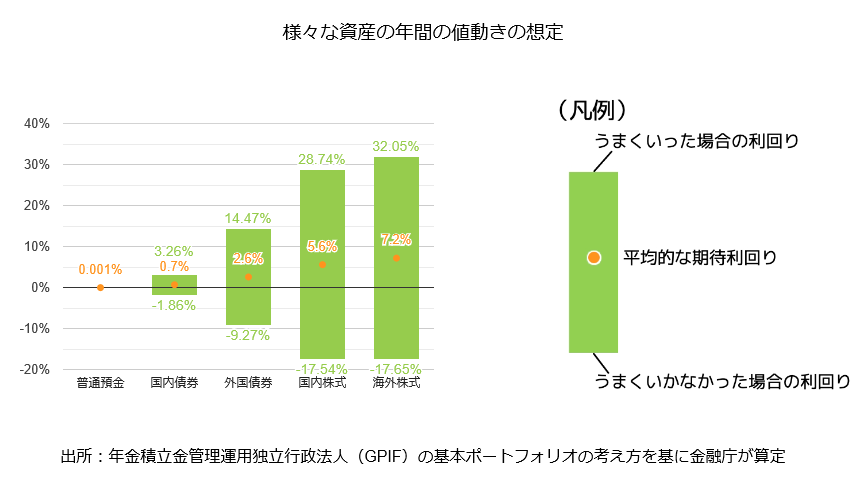 様々な資産の年間の値動きの想定
(凡例)
うまくいった場合の利回り
平均的な期待利回り
うまくいかなかった場合の利回り
40%
30%
20%
10%
0%
-10%
-20%
0.001%
3.26%
0.7%
-1.86%
14.47%
2.6%
-9.27%
28.74%
5.6%
-17.54%
32.05%
7.2%
-17.65%
普通預金
国内債券
外国債券
国内株式
海外株式
出所：年金積立金管理運用独立行政法人（GPIF）の基本ポートフォリオの考え方を基に金融庁が算定